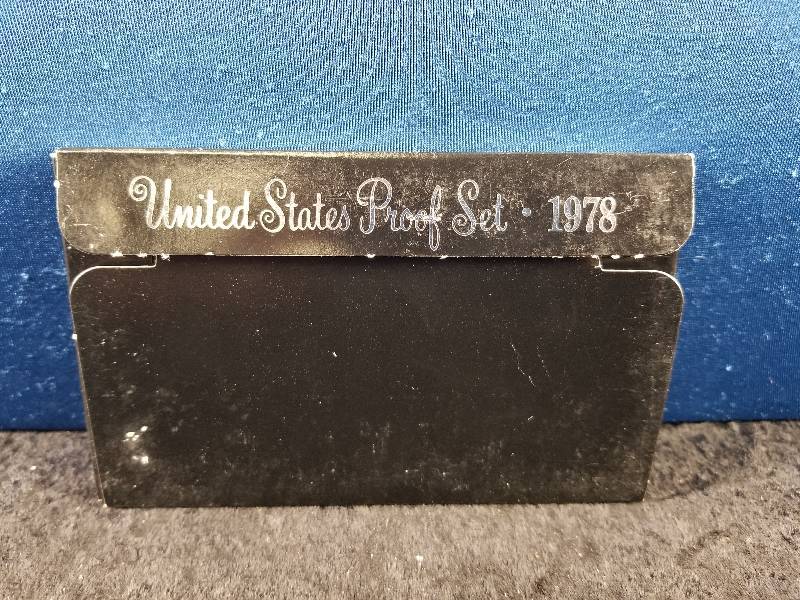 United States Proof Set · 1978